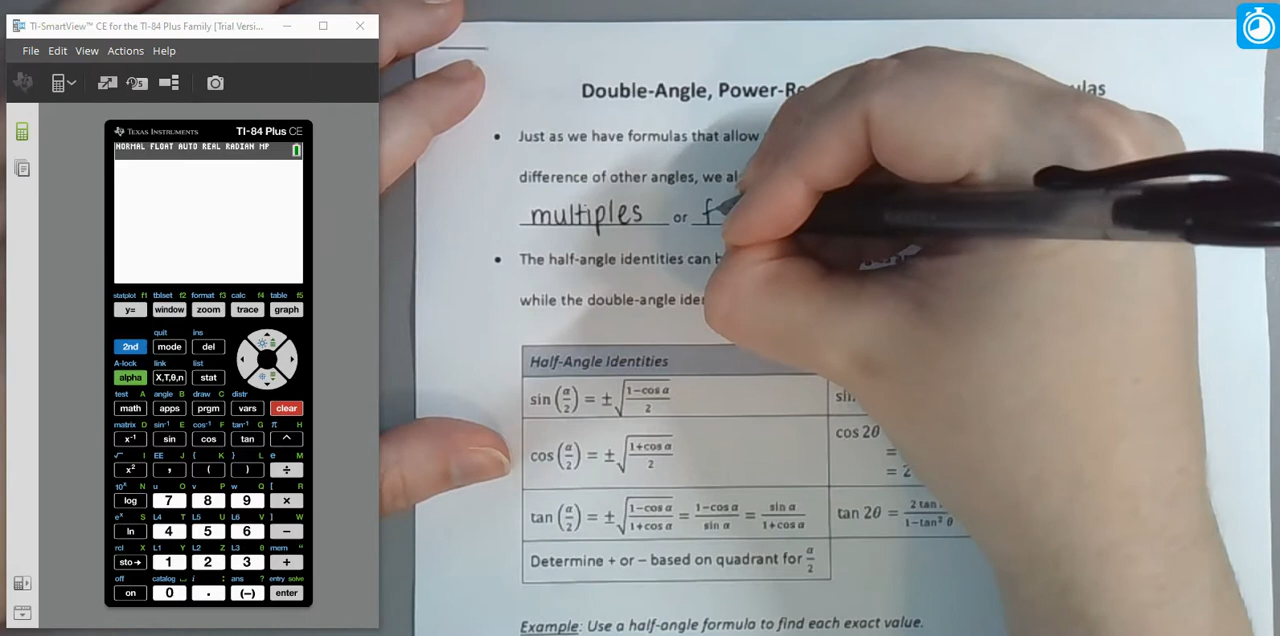 TI-SmartView™ CE for the TI-84 Plus Family [Trial Versi...
File Edit View Actions Help
TEXAS INSTRUMENTS TI-84 Plus CE
NORMAL FLOAT AUTO REAL RADIAN MP
statplot f1 tblset f2 format f3 calc f4 table f5
y= window zoom trace graph
quit ins
2nd mode del
A-lock link list
alpha X,T,θ,n stat
test A angle B draw C distr
math apps prgm vars clear
matrix D sin⁻¹ E cos⁻¹ F tan⁻¹ G π H
x⁻¹ sin cos tan ^
√ I EE J { K } L e M
x² , ( ) ÷
10ˣ N u O v P w Q [ R
log 7 8 9 ×
eˣ S L4 T L5 U L6 V ] W
ln 4 5 6 −
rcl X L1 Y L2 Z L3 θ mem "
sto→ 1 2 3 +
off catalog i : ans ? entry solve
on 0 . (−) enter
Double-Angle, Power-
Just as we have formulas that allow
difference of other angles, we
multiples or f
The half-angle identities can
while the double-angle
Half-Angle Identities
sin(α/2) = ±√((1−cos α)/2)
cos(α/2) = ±√((1+cos α)/2)
cos 2θ
=
= 2
tan(α/2) = ±√((1−cos α)/(1+cos α)) = (1−cos α)/(sin α) = (sin α)/(1+cos α)
tan 2θ = (2 tan)/(1−tan² θ)
Determine + or – based on quadrant for α/2
Example: Use a half-angle formula to find each exact value.